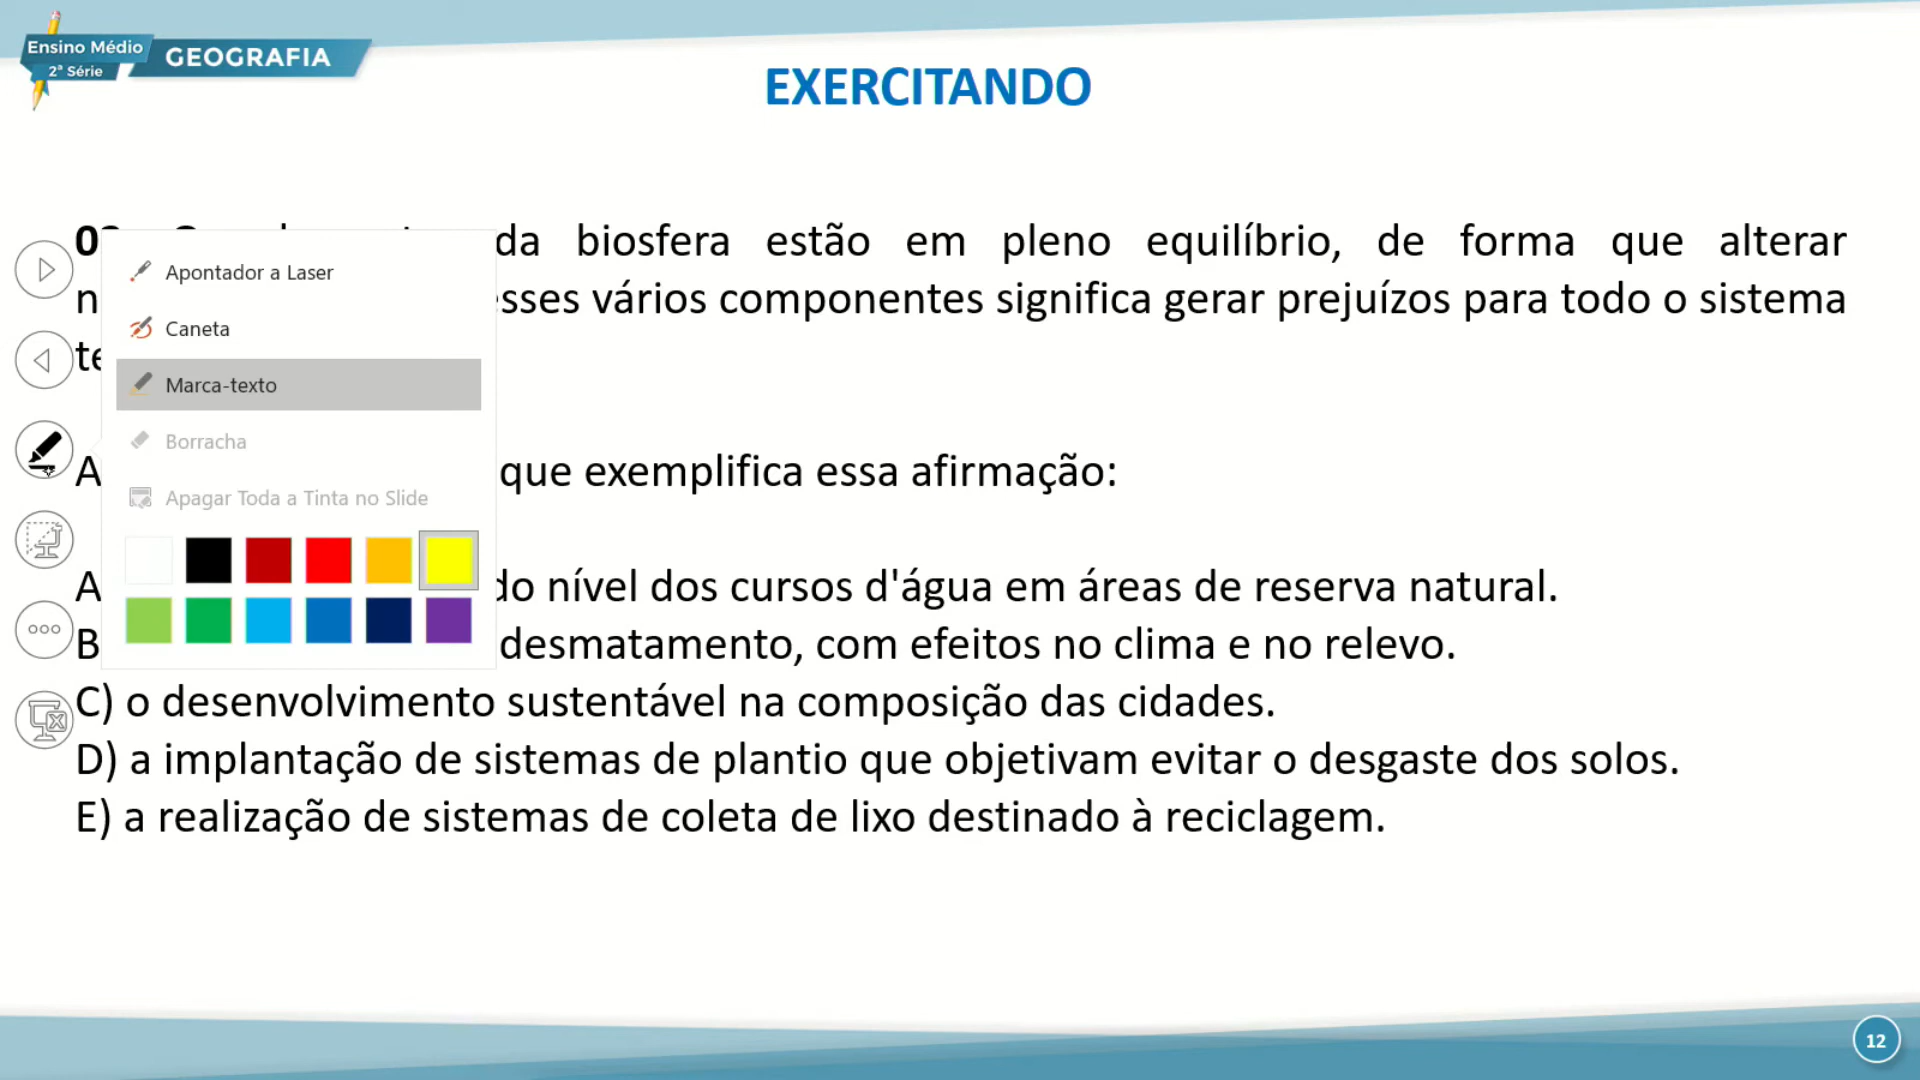 Ensino Médio
2ª Série
GEOGRAFIA
EXERCITANDO
da biosfera estão em pleno equilíbrio, de forma que alterar
vários componentes significa gerar prejuízos para todo o sistema
Apontador a Laser
Caneta
Marca-texto
Borracha
Apagar Toda a Tinta no Slide
que exemplifica essa afirmação:
A
do nível dos cursos d'água em áreas de reserva natural.
B
desmatamento, com efeitos no clima e no relevo.
C) o desenvolvimento sustentável na composição das cidades.
D) a implantação de sistemas de plantio que objetivam evitar o desgaste dos solos.
E) a realização de sistemas de coleta de lixo destinado à reciclagem.
12